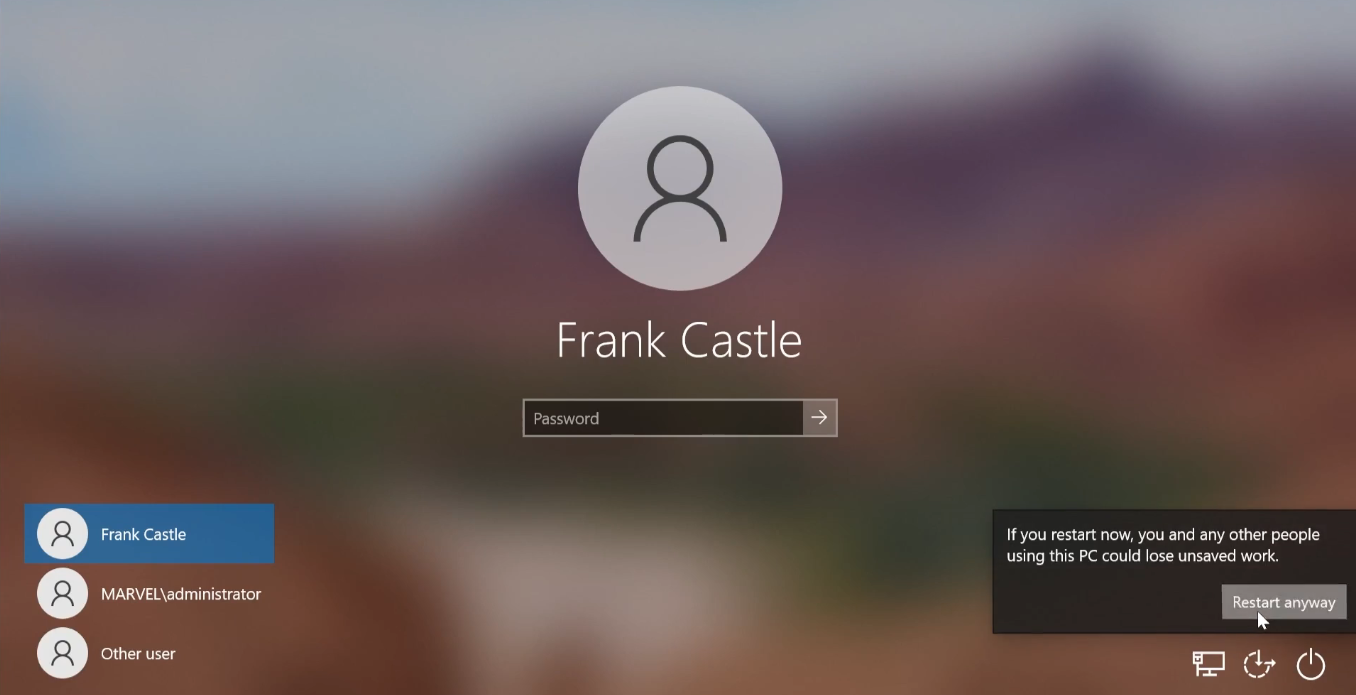 Frank Castle
Password
Frank Castle
MARVEL\administrator
Other user
If you restart now, you and any other people
using this PC could lose unsaved work.
Restart anyway